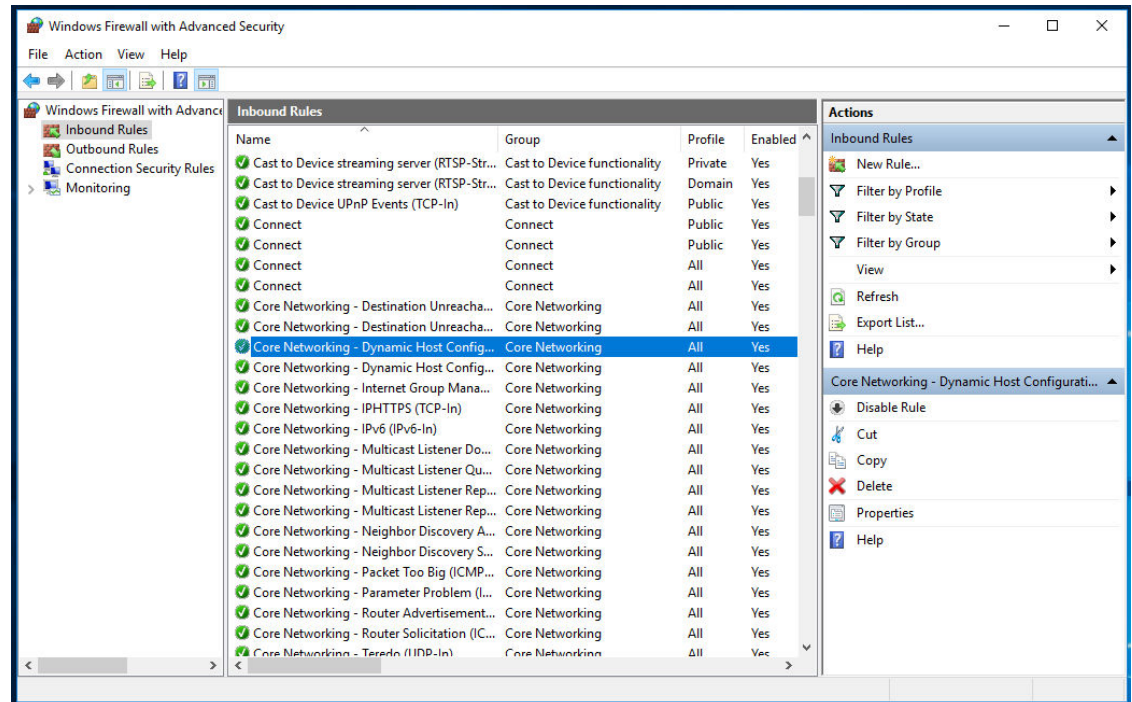 Windows Firewall with Advanced Security
File Action View Help
Windows Firewall with Advance
Inbound Rules
Outbound Rules
Connection Security Rules
Monitoring
Inbound Rules
Name Group Profile Enabled
Cast to Device streaming server (RTSP-Str... Cast to Device functionality Private Yes
Cast to Device streaming server (RTSP-Str... Cast to Device functionality Domain Yes
Cast to Device UPnP Events (TCP-In) Cast to Device functionality Public Yes
Connect Connect Public Yes
Connect Connect Public Yes
Connect Connect All Yes
Connect Connect All Yes
Core Networking - Destination Unreacha... Core Networking All Yes
Core Networking - Destination Unreacha... Core Networking All Yes
Core Networking - Dynamic Host Config... Core Networking All Yes
Core Networking - Dynamic Host Config... Core Networking All Yes
Core Networking - Internet Group Mana... Core Networking All Yes
Core Networking - IPHTTPS (TCP-In) Core Networking All Yes
Core Networking - IPv6 (IPv6-In) Core Networking All Yes
Core Networking - Multicast Listener Do... Core Networking All Yes
Core Networking - Multicast Listener Qu... Core Networking All Yes
Core Networking - Multicast Listener Rep... Core Networking All Yes
Core Networking - Multicast Listener Rep... Core Networking All Yes
Core Networking - Neighbor Discovery A... Core Networking All Yes
Core Networking - Neighbor Discovery S... Core Networking All Yes
Core Networking - Packet Too Big (ICMP... Core Networking All Yes
Core Networking - Parameter Problem (I... Core Networking All Yes
Core Networking - Router Advertisement... Core Networking All Yes
Core Networking - Router Solicitation (IC... Core Networking All Yes
Core Networking - Teredo (UDP-In) Core Networking All Yes
Actions
Inbound Rules
New Rule...
Filter by Profile
Filter by State
Filter by Group
View
Refresh
Export List...
Help
Core Networking - Dynamic Host Configurati...
Disable Rule
Cut
Copy
Delete
Properties
Help